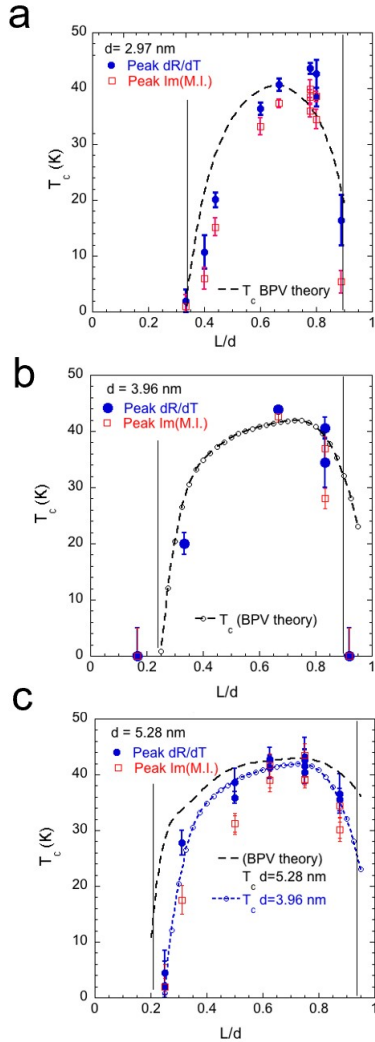 a
d= 2.97 nm
Peak dR/dT
Peak Im(M.I.)
T_c BPV theory
T_c (K)
50
40
30
20
10
0
0 0.2 0.4 0.6 0.8 1
L/d
b
d = 3.96 nm
Peak dR/dT
Peak Im(M.I.)
T_c (BPV theory)
T_c (K)
50
40
30
20
10
0
0 0.2 0.4 0.6 0.8 1
L/d
c
d = 5.28 nm
Peak dR/dT
Peak Im(M.I.)
(BPV theory)
T_c d=5.28 nm
T_c d=3.96 nm
T_c (K)
50
40
30
20
10
0
0 0.2 0.4 0.6 0.8 1
L/d